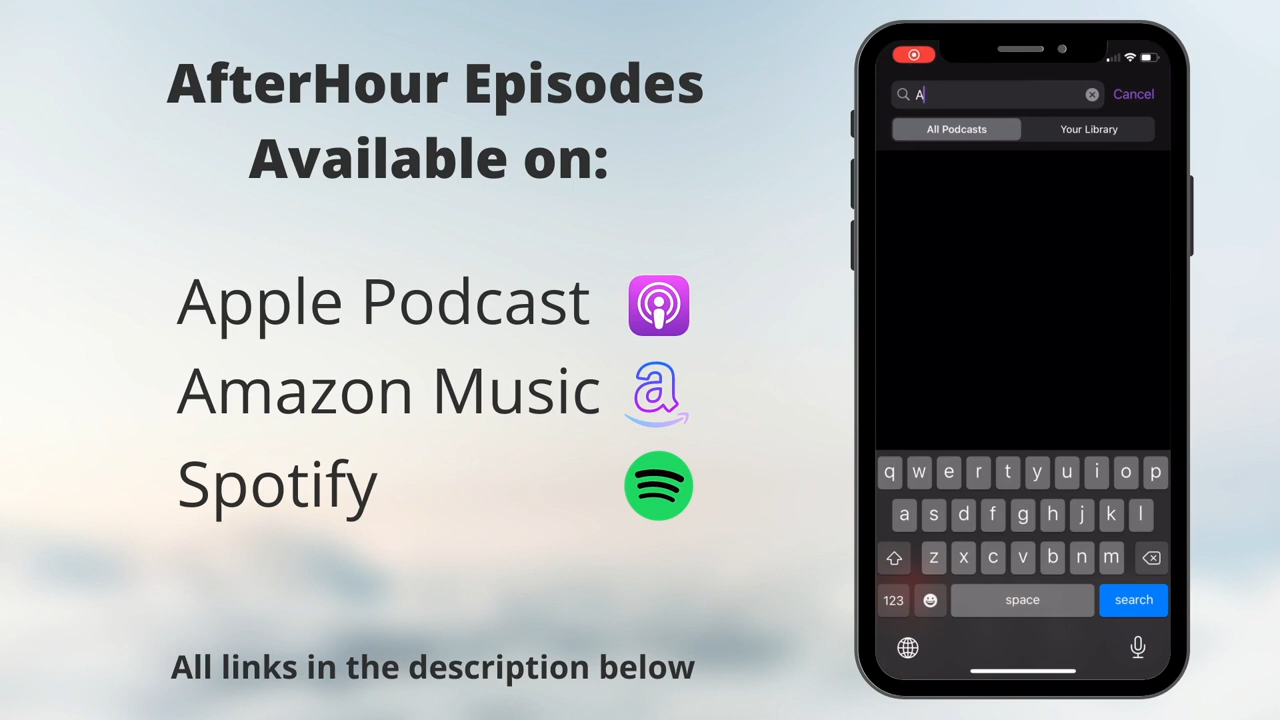 AfterHour Episodes
Available on:
Apple Podcast
Amazon Music
Spotify
All links in the description below
A
Cancel
All Podcasts
Your Library
q w e r t y u i o p
a s d f g h j k l
z x c v b n m
123
space
search